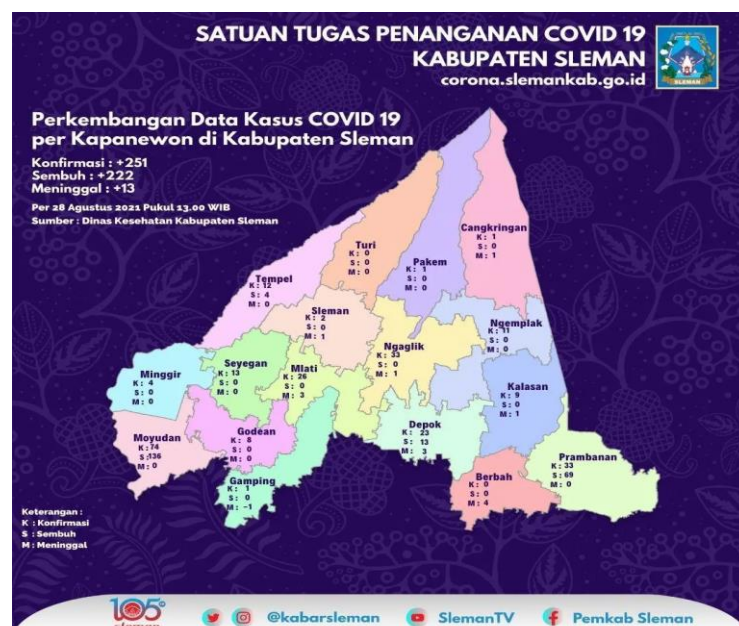 SATUAN TUGAS PENANGANAN COVID 19
KABUPATEN SLEMAN
corona.slemankab.go.id
SLEMAN
Perkembangan Data Kasus COVID 19
per Kapanewon di Kabupaten Sleman
Konfirmasi : +251
Sembuh : +222
Meninggal : +13
Per 28 Agustus 2021 Pukul 13.00 WIB
Sumber : Dinas Kesehatan Kabupaten Sleman
Cangkringan
K : 1
S : 0
M : 1
Turi
K : 0
S : 0
M : 0
Pakem
K : 1
S : 0
M : 0
Tempel
K : 12
S : 4
M : 0
Sleman
K : 2
S : 0
M : 1
Ngemplak
K : 11
S : 0
M : 0
Ngaglik
K : 33
S : 0
M : 1
Minggir
K : 4
S : 0
M : 0
Seyegan
K : 13
S : 0
M : 0
Mlati
K : 26
S : 0
M : 3
Kalasan
K : 9
S : 0
M : 1
Moyudan
K : 74
S : 136
M : 0
Godean
K : 8
S : 0
M : 0
Depok
K : 23
S : 13
M : 3
Prambanan
K : 33
S : 69
M : 0
Gamping
K : 1
S : 0
M : -1
Berbah
K : 0
S : 0
M : 4
Keterangan :
K : Konfirmasi
S : Sembuh
M : Meninggal
105
sleman
@kabarsleman
SlemanTV
Pemkab Sleman